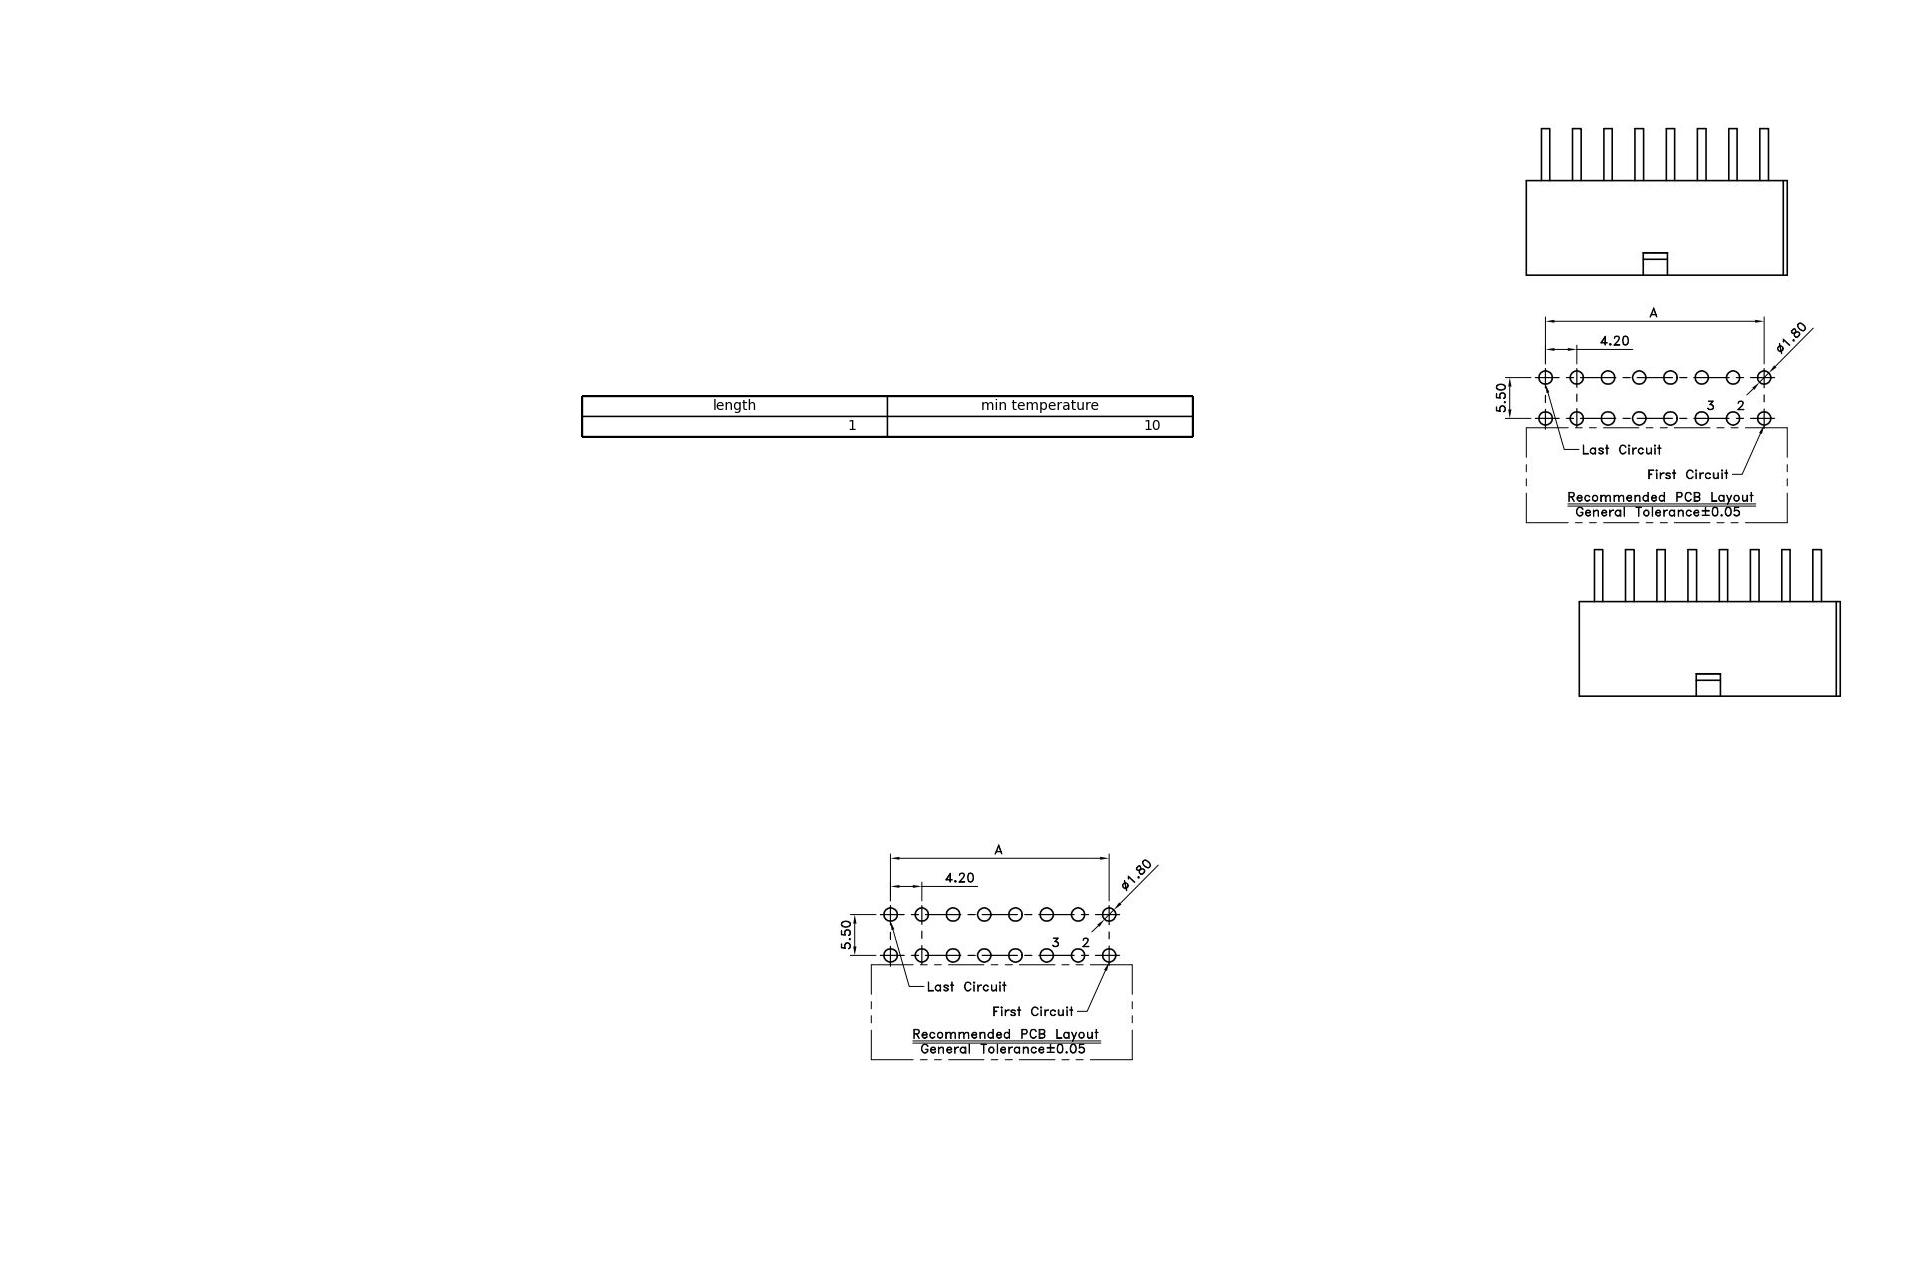 A
4.20
ø1.80
5.50
3 2
Last Circuit
First Circuit
Recommended PCB Layout
General Tolerance±0.05
length min temperature
1 10
A
4.20
ø1.80
5.50
3 2
Last Circuit
First Circuit
Recommended PCB Layout
General Tolerance±0.05